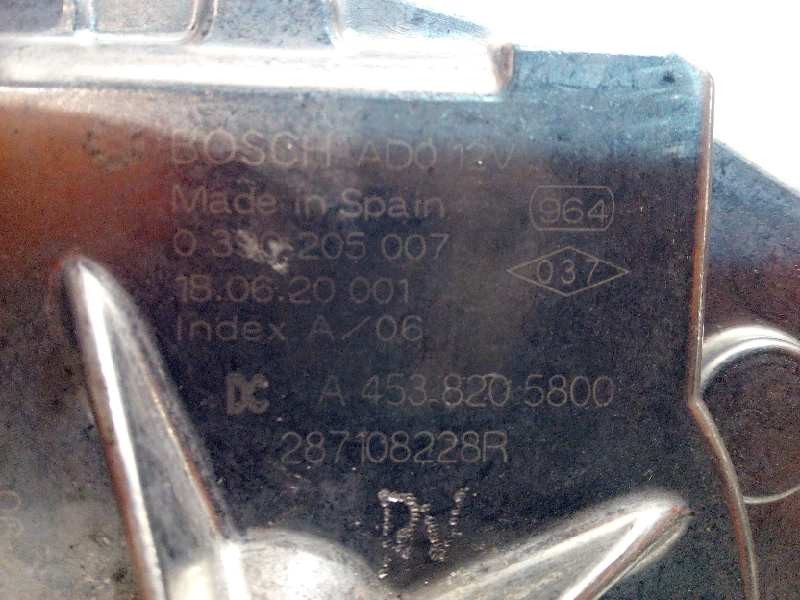 BOSCH AD0 12V
Made in Spain
964
205 007
037
18.06.20 001
Index A/06
DC A 453 820 5800
287108228R